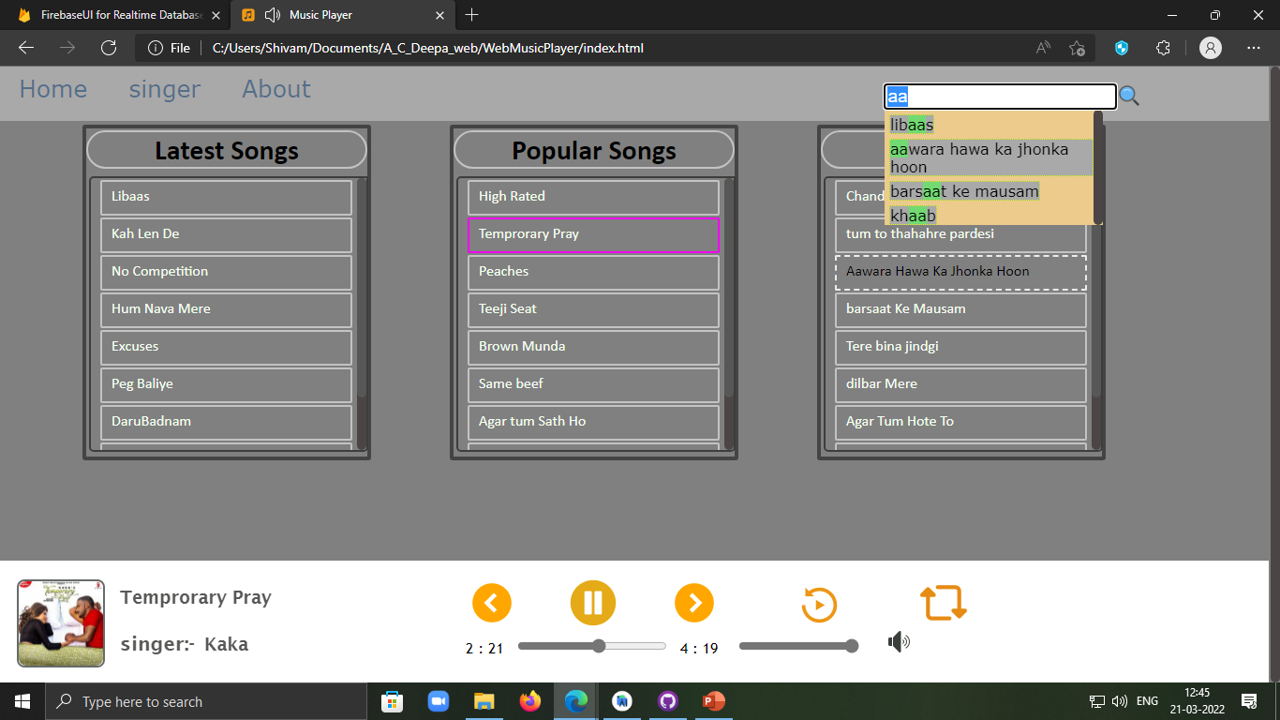 FirebaseUI for Realtime Database
Music Player
File
C:/Users/Shivam/Documents/A_C_Deepa_web/WebMusicPlayer/index.html
Home
singer
About
aa
libaas
aawara hawa ka jhonka
hoon
barsaat ke mausam
khaab
Latest Songs
Libaas
Kah Len De
No Competition
Hum Nava Mere
Excuses
Peg Baliye
DaruBadnam
Popular Songs
High Rated
Temprorary Pray
Peaches
Teeji Seat
Brown Munda
Same beef
Agar tum Sath Ho
Chand
tum to thahahre pardesi
Aawara Hawa Ka Jhonka Hoon
barsaat Ke Mausam
Tere bina jindgi
dilbar Mere
Agar Tum Hote To
Temprorary Pray
singer:- Kaka
2 : 21
4 : 19
Type here to search
ENG
12:45
21-03-2022